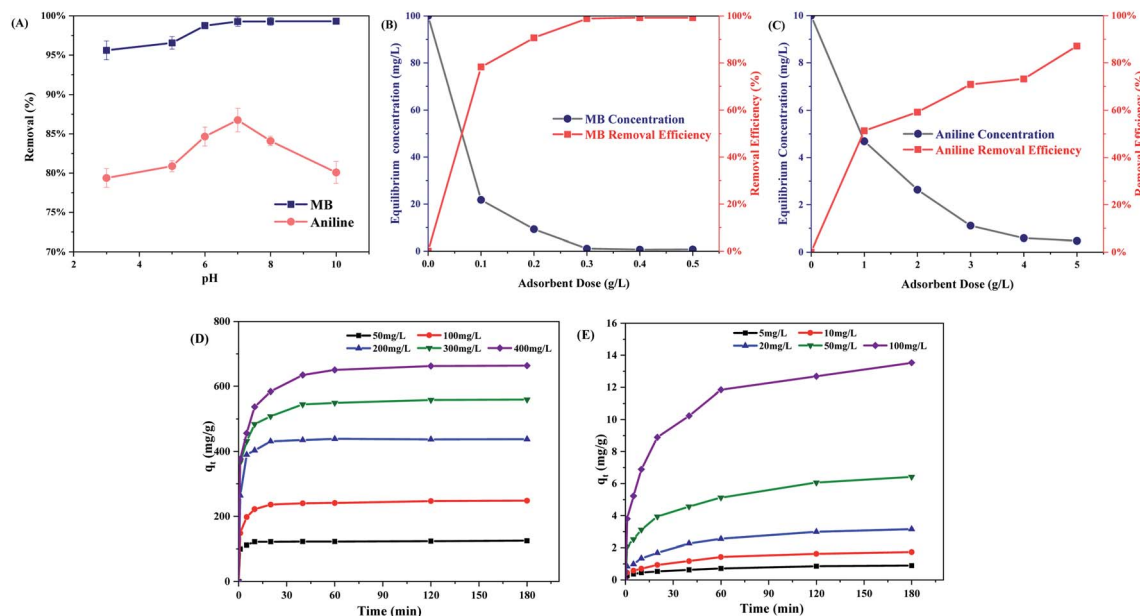 (A)
100%
95%
90%
85%
80%
75%
70%
Removal (%)
MB
Aniline
2
4
6
8
10
pH
(B)
100
80
60
40
20
0
Equilibrium concentration (mg/L)
MB Concentration
MB Removal Efficiency
100%
80%
60%
40%
20%
0%
Removal Efficiency (%)
0.0
0.1
0.2
0.3
0.4
0.5
Adsorbent Dose (g/L)
(C)
10
8
6
4
2
0
Equilibrium Concentration (mg/L)
Aniline Concentration
Aniline Removal Efficiency
100%
80%
60%
40%
20%
0%
Removal Efficiency (%)
0
1
2
3
4
5
Adsorbent Dose (g/L)
(D)
800
600
400
200
0
qt (mg/g)
50mg/L
100mg/L
200mg/L
300mg/L
400mg/L
0
30
60
90
120
150
180
Time (min)
(E)
16
14
12
10
8
6
4
2
0
qt (mg/g)
5mg/L
10mg/L
20mg/L
50mg/L
100mg/L
0
30
60
90
120
150
180
Time (min)